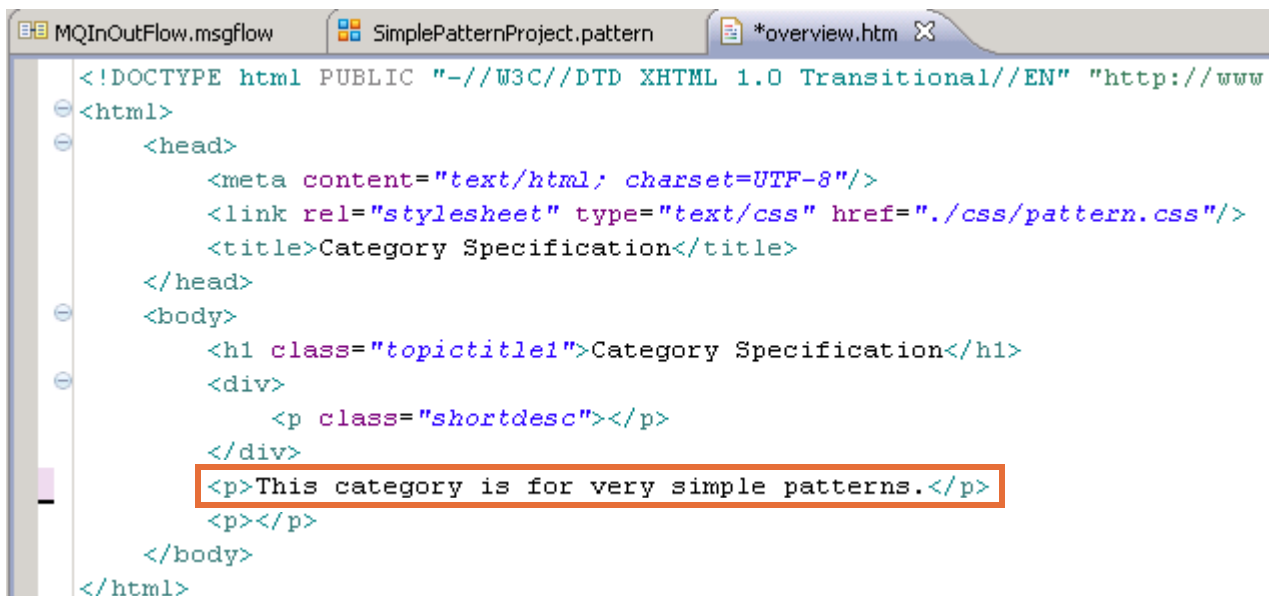 MQInOutFlow.msgflow SimplePatternProject.pattern *overview.htm
<!DOCTYPE html PUBLIC "-//W3C//DTD XHTML 1.0 Transitional//EN" "http://www
<html>
<head>
<meta content="text/html; charset=UTF-8"/>
<link rel="stylesheet" type="text/css" href="./css/pattern.css"/>
<title>Category Specification</title>
</head>
<body>
<h1 class="topictitle1">Category Specification</h1>
<div>
<p class="shortdesc"></p>
</div>
<p>This category is for very simple patterns.</p>
<p></p>
</body>
</html>